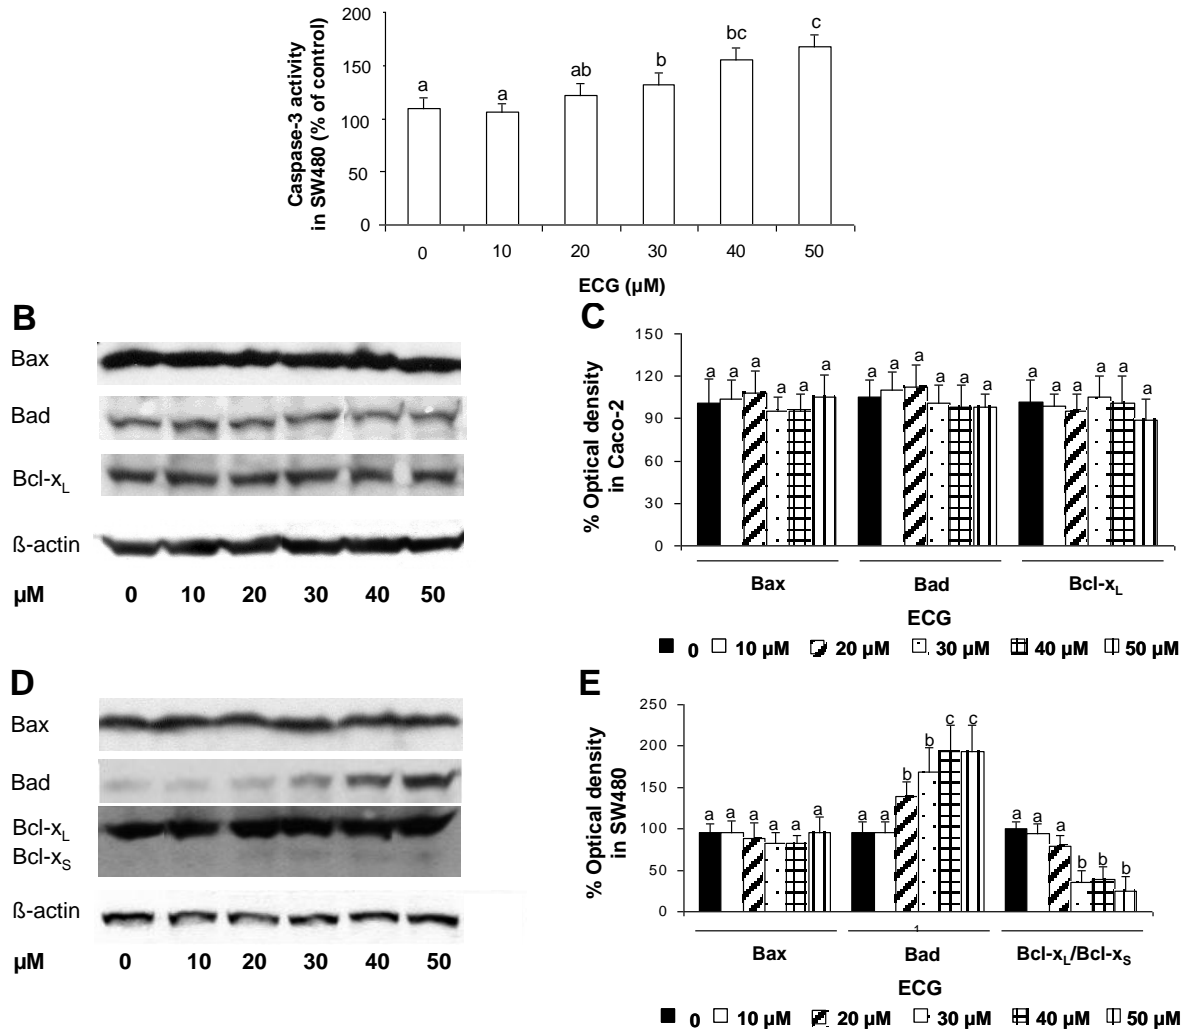 200
150
100
50
0
Caspase-3 activity
in SW480 (% of control)
a a ab b bc c
0 10 20 30 40 50
ECG (µM)
B
Bax
Bad
Bcl-xL
ß-actin
µM 0 10 20 30 40 50
C
150
120
90
60
30
0
% Optical density
in Caco-2
a a a a a a a a a a a a a a a a a a
Bax Bad Bcl-xL
ECG
0 10 µM 20 µM 30 µM 40 µM 50 µM
D
Bax
Bad
Bcl-xL
Bcl-xS
ß-actin
µM 0 10 20 30 40 50
E
250
200
150
100
50
0
% Optical density
in SW480
a a a a a a a a b b c c a a a b b b
1
Bax Bad Bcl-xL/Bcl-xS
ECG
0 10 µM 20 µM 30 µM 40 µM 50 µM